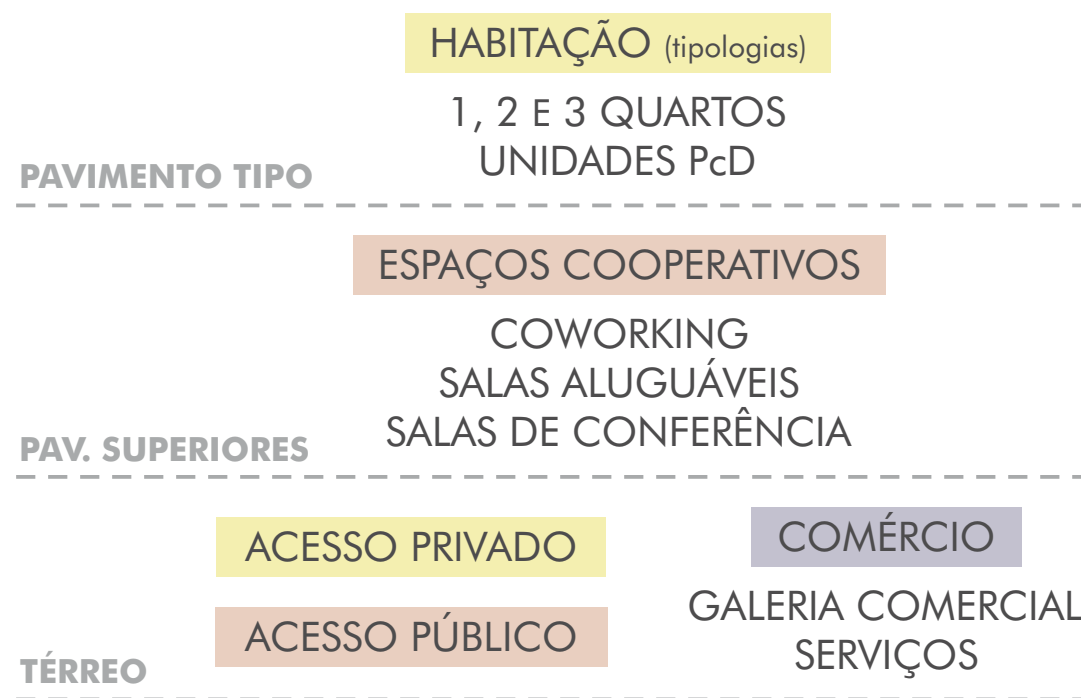 HABITAÇÃO (tipologias)
1, 2 E 3 QUARTOS
UNIDADES PcD
PAVIMENTO TIPO
ESPAÇOS COOPERATIVOS
COWORKING
SALAS ALUGUÁVEIS
SALAS DE CONFERÊNCIA
PAV. SUPERIORES
ACESSO PRIVADO
ACESSO PÚBLICO
COMÉRCIO
GALERIA COMERCIAL
SERVIÇOS
TÉRREO